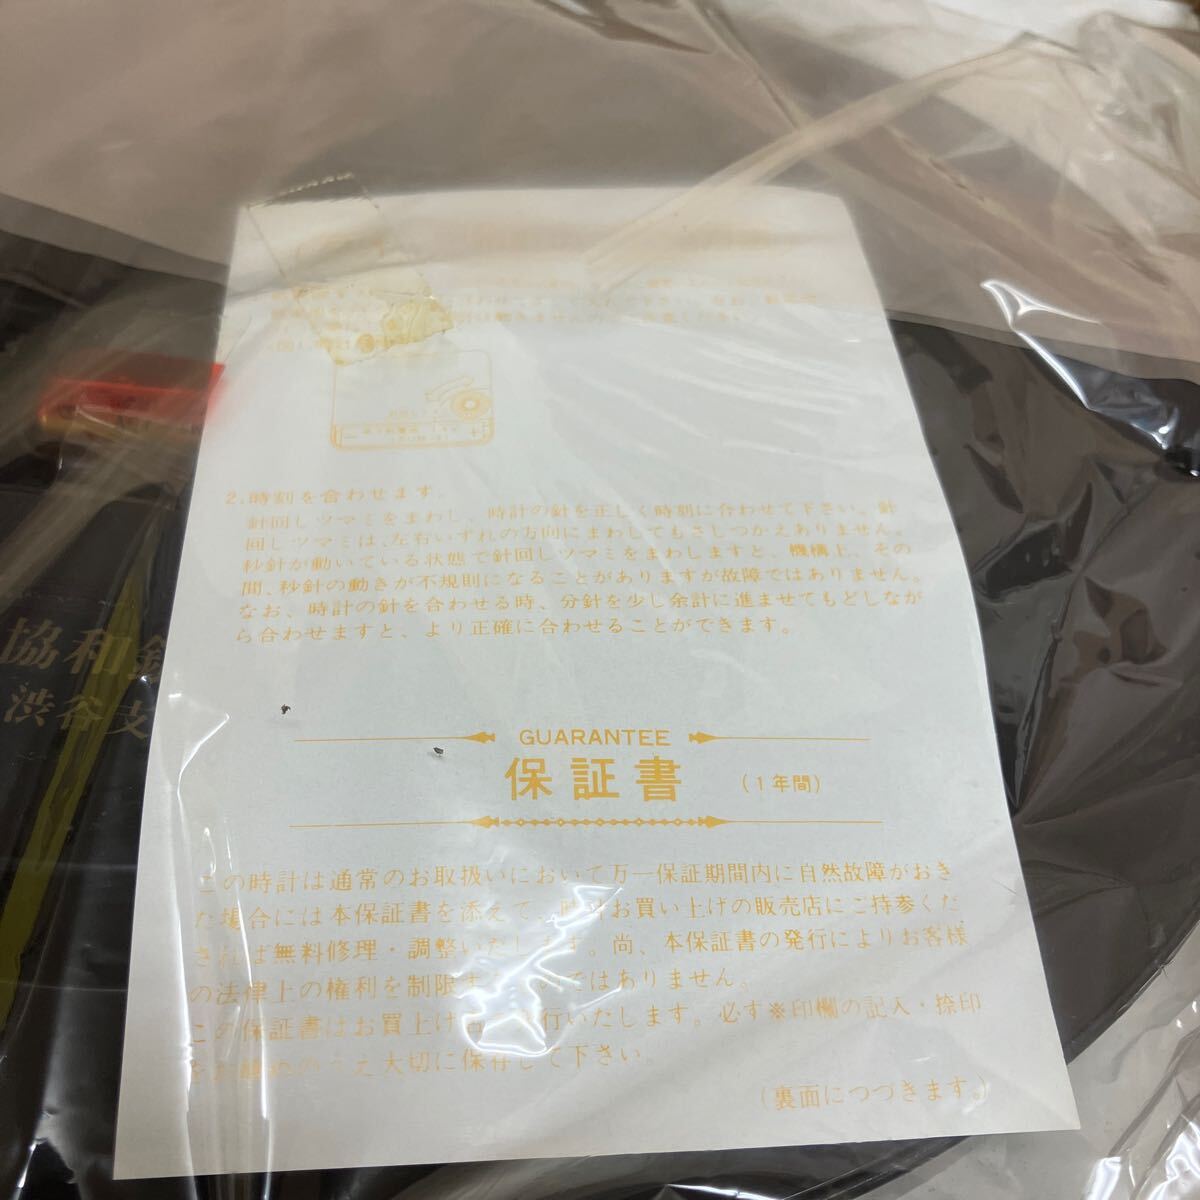 2.時刻を合わせます。
針回しツマミをまわし、時計の針を正しく時刻に合わせて下さい。針
回しツマミは、左右いずれの方向にまわしてもさしつかえありません。
秒針が動いている状態で針回しツマミをまわしますと、機構上、その
間、秒針の動きが不規則になることがありますが故障ではありません。
なお、時計の針を合わせる時、分針を少し余計に進ませてもどしなが
ら合わせますと、より正確に合わせることができます。
協和
渋谷支
GUARANTEE
保証書 (1年間)
この時計は通常のお取扱いにおいて万一保証期間内に自然故障がおき
た場合には本保証書を添えて、お買い上げの販売店にご持参くだ
されば無料修理・調整いたします。尚、本保証書の発行によりお客様
の法律上の権利を制限するものではありません。
この保証書はお買上げ行いたします。必ず※印欄の記入・捺印
をお確めのうえ大切に保存して下さい。
(裏面につづきます。)